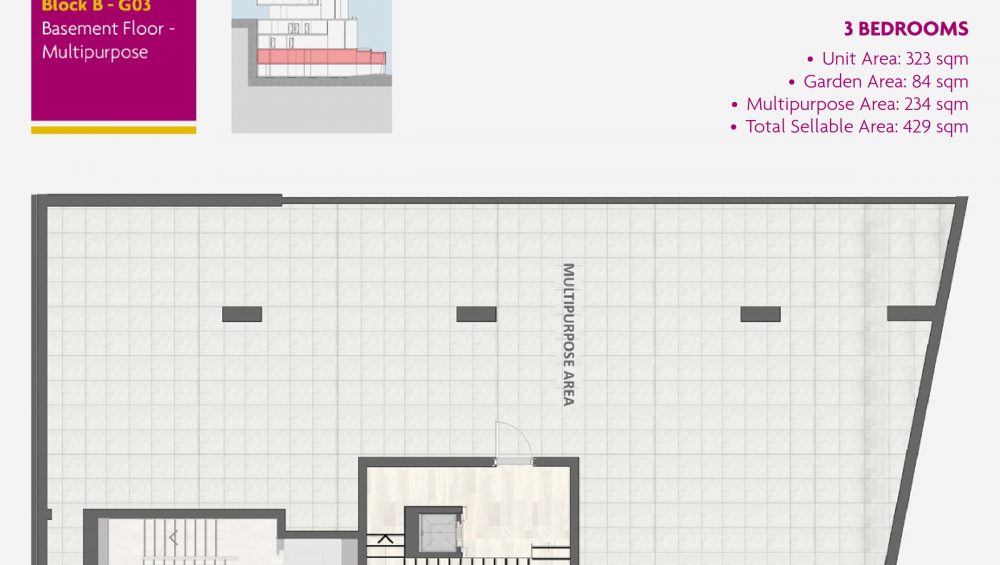 Block B - G03
Basement Floor -
Multipurpose
3 BEDROOMS
• Unit Area: 323 sqm
• Garden Area: 84 sqm
• Multipurpose Area: 234 sqm
• Total Sellable Area: 429 sqm
MULTIPURPOSE AREA